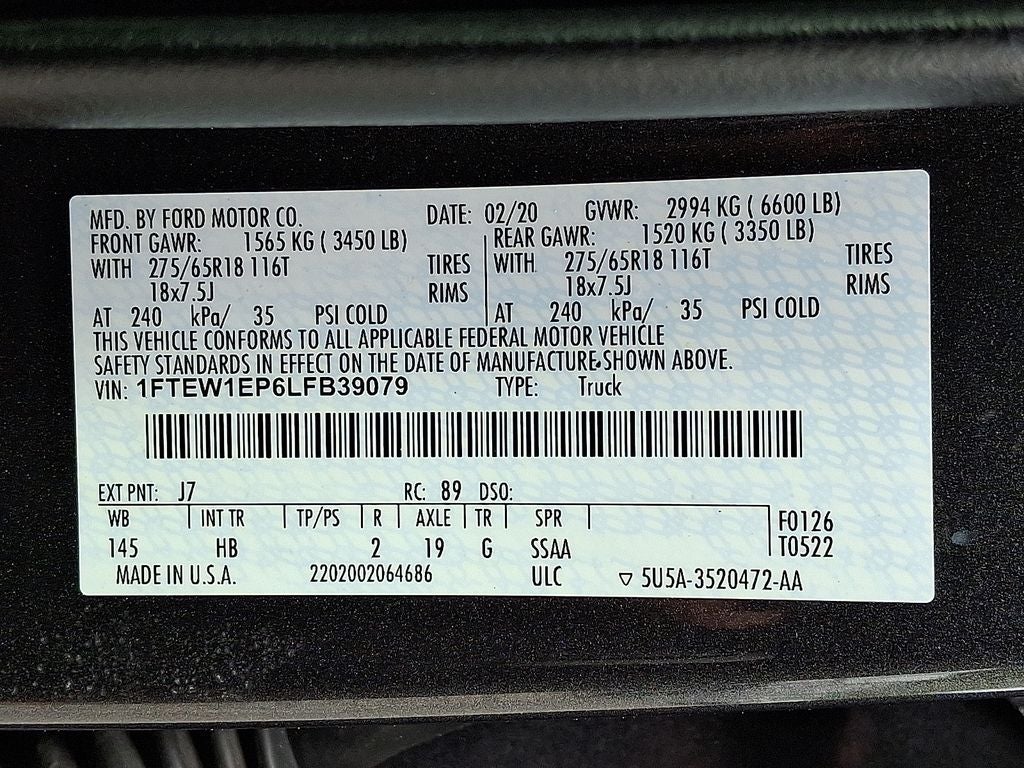 MFD. BY FORD MOTOR CO. DATE: 02/20 GVWR: 2994 KG ( 6600 LB)
FRONT GAWR: 1565 KG ( 3450 LB) REAR GAWR: 1520 KG ( 3350 LB)
WITH 275/65R18 116T TIRES WITH 275/65R18 116T TIRES
18x7.5J RIMS 18x7.5J RIMS
AT 240 kPa/ 35 PSI COLD AT 240 kPa/ 35 PSI COLD
THIS VEHICLE CONFORMS TO ALL APPLICABLE FEDERAL MOTOR VEHICLE
SAFETY STANDARDS IN EFFECT ON THE DATE OF MANUFACTURE SHOWN ABOVE.
VIN: 1FTEW1EP6LFB39079 TYPE: Truck
EXT PNT: J7 RC: 89 DSO:
WB INT TR TP/PS R AXLE TR SPR F0126
145 HB 2 19 G SSAA T0522
MADE IN U.S.A. 2202002064686 ULC ▽ 5U5A-3520472-AA